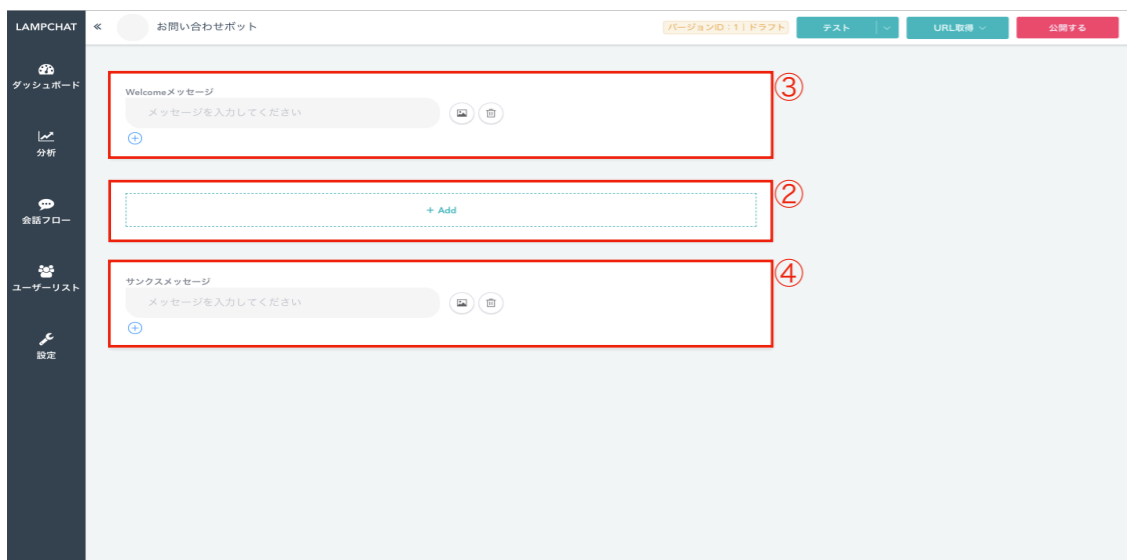 LAMPCHAT
お問い合わせボット
バージョンID：1｜ドラフト
テスト
URL取得
公開する
ダッシュボード
分析
会話フロー
ユーザーリスト
設定
③
Welcomeメッセージ
メッセージを入力してください
②
+ Add
④
サンクスメッセージ
メッセージを入力してください